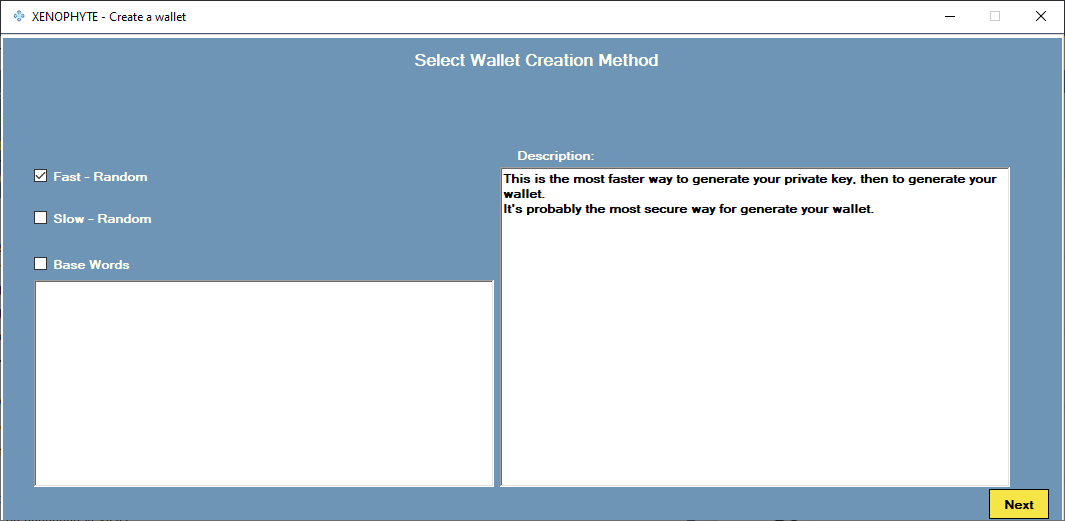 XENOPHYTE - Create a wallet
Select Wallet Creation Method
Description:
Fast - Random
Slow - Random
Base Words
This is the most faster way to generate your private key, then to generate your
wallet.
It's probably the most secure way for generate your wallet.
Next